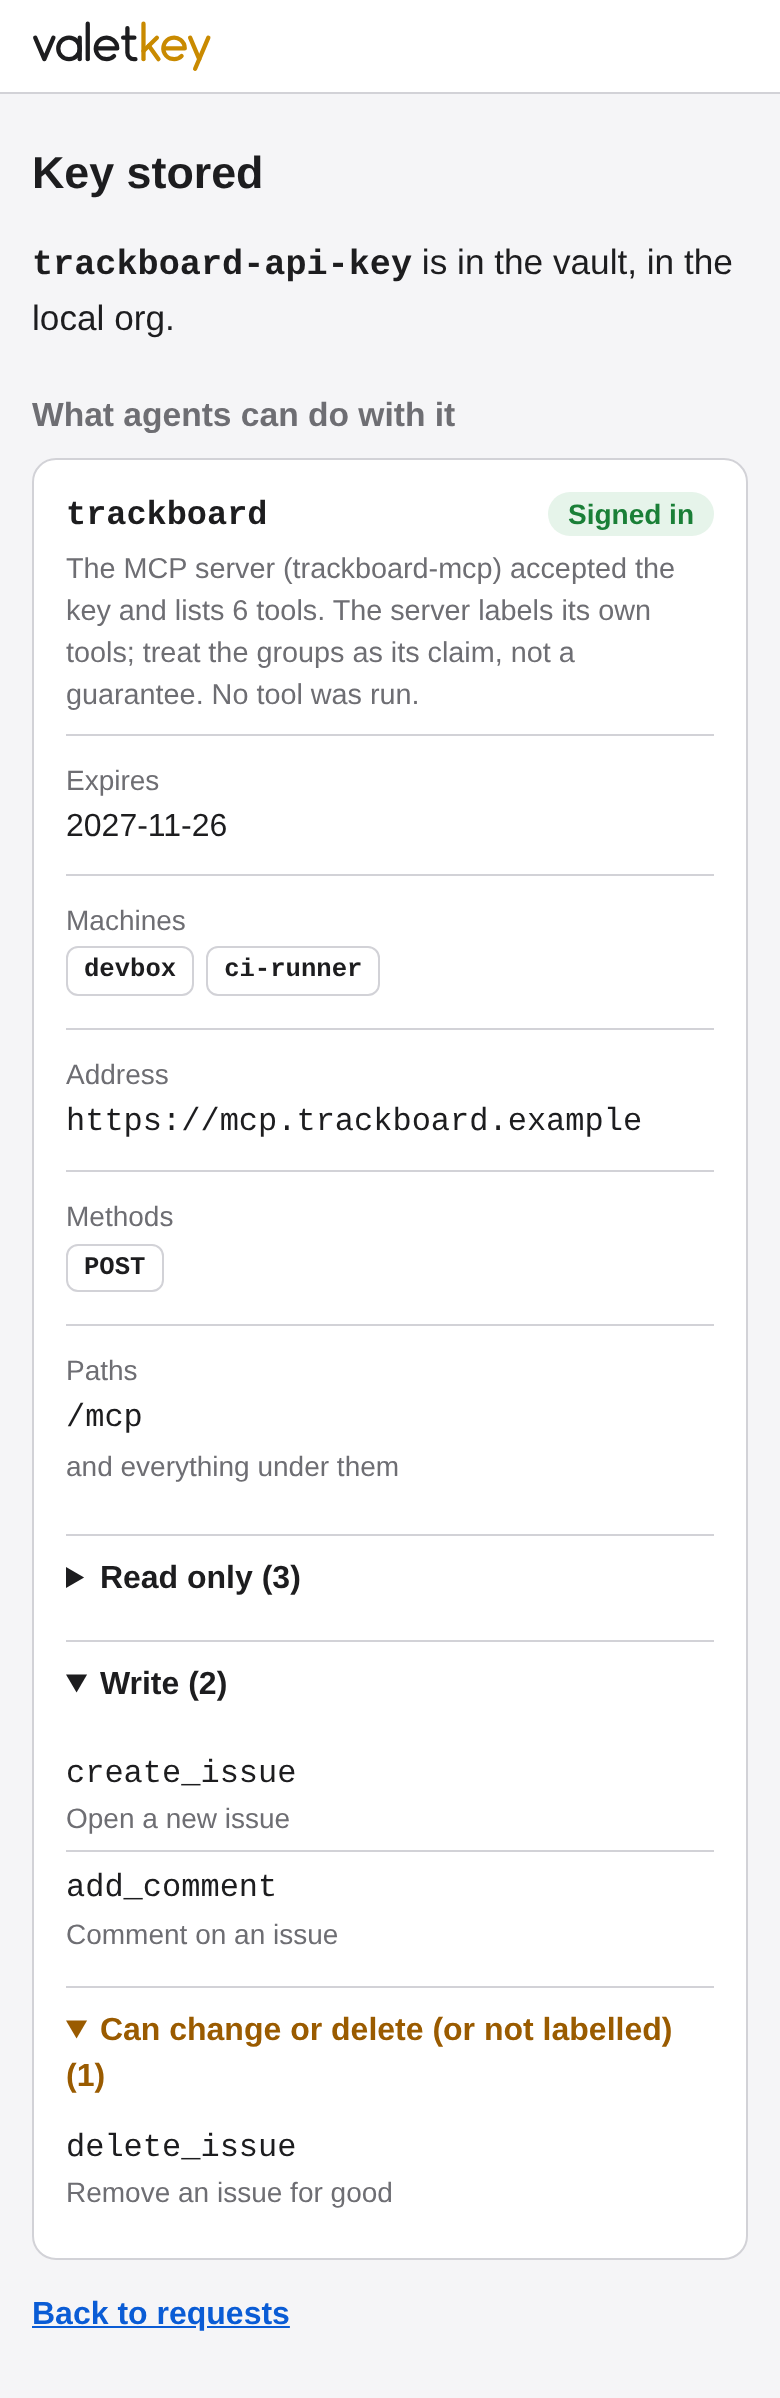 valetkey
Key stored
trackboard-api-key is in the vault, in the
local org.
What agents can do with it
trackboard
Signed in
The MCP server (trackboard-mcp) accepted the
key and lists 6 tools. The server labels its own
tools; treat the groups as its claim, not a
guarantee. No tool was run.
Expires
2027-11-26
Machines
devbox
ci-runner
Address
https://mcp.trackboard.example
Methods
POST
Paths
/mcp
and everything under them
Read only (3)
Write (2)
create_issue
Open a new issue
add_comment
Comment on an issue
Can change or delete (or not labelled)
(1)
delete_issue
Remove an issue for good
Back to requests